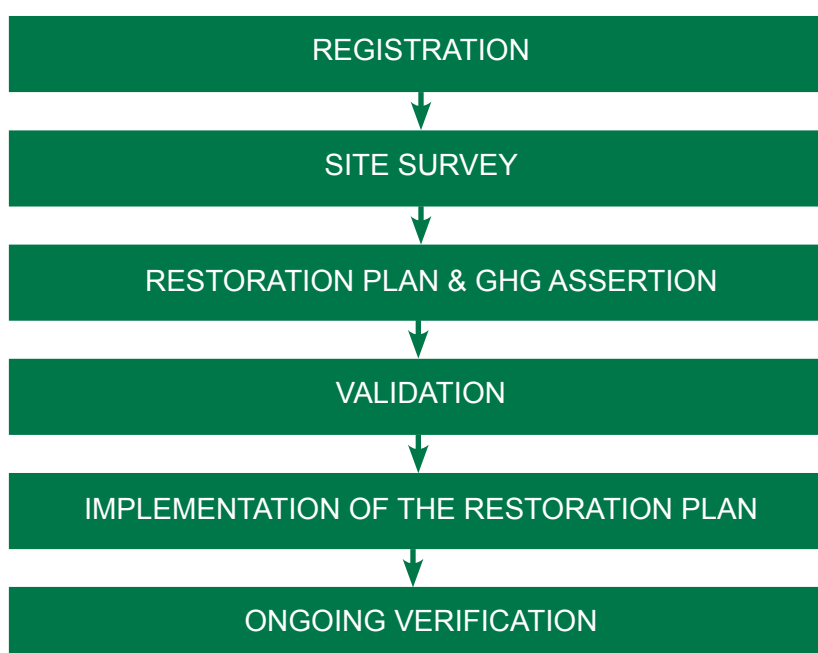 REGISTRATION
SITE SURVEY
RESTORATION PLAN & GHG ASSERTION
VALIDATION
IMPLEMENTATION OF THE RESTORATION PLAN
ONGOING VERIFICATION